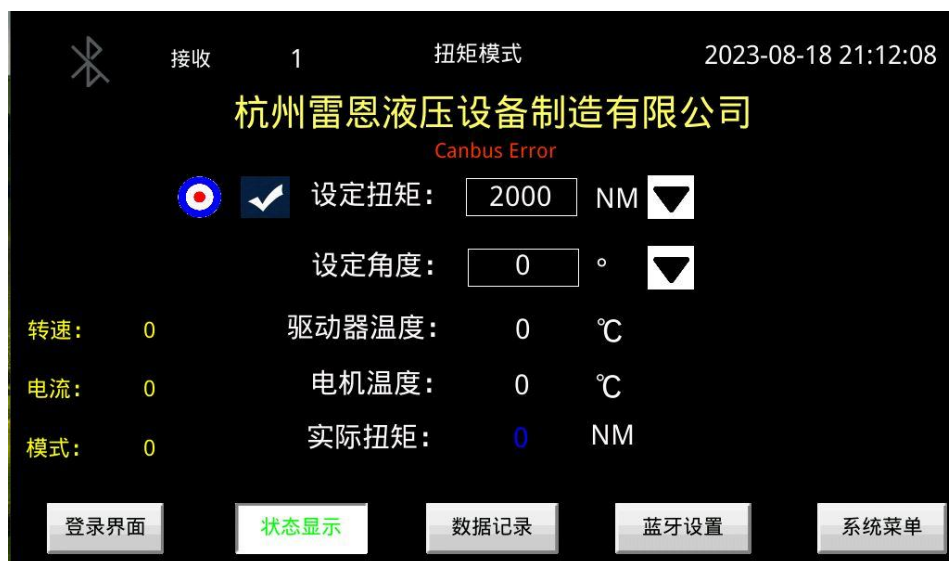 接收 1 扭矩模式 2023-08-18 21:12:08
杭州雷恩液压设备制造有限公司
Canbus Error
设定扭矩: 2000 NM
设定角度: 0 °
转速: 0 驱动器温度: 0 ℃
电流: 0 电机温度: 0 ℃
模式: 0 实际扭矩: 0 NM
登录界面 状态显示 数据记录 蓝牙设置 系统菜单